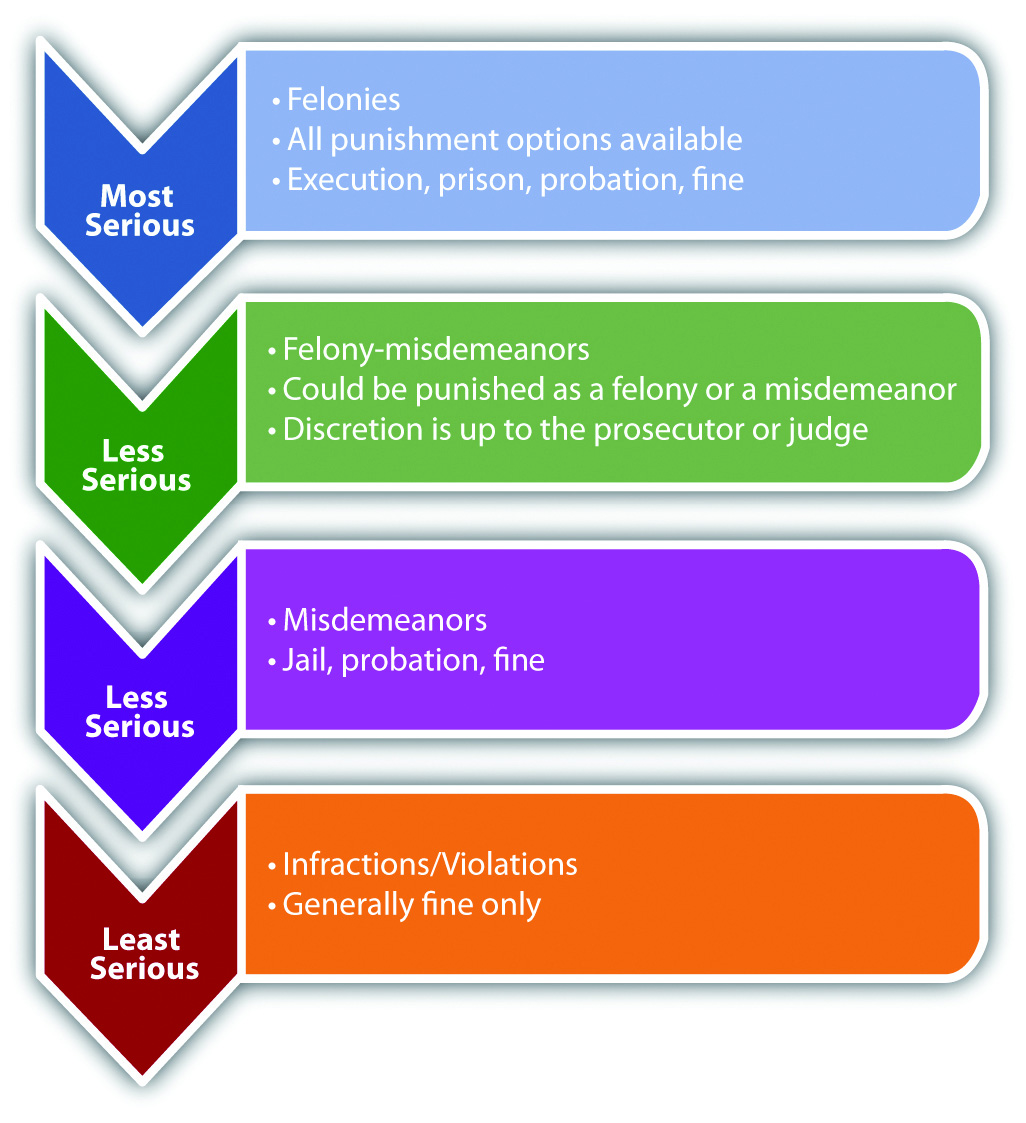 Most
Serious
• Felonies
• All punishment options available
• Execution, prison, probation, fine
Less
Serious
• Felony-misdemeanors
• Could be punished as a felony or a misdemeanor
• Discretion is up to the prosecutor or judge
Less
Serious
• Misdemeanors
• Jail, probation, fine
Least
Serious
• Infractions/Violations
• Generally fine only